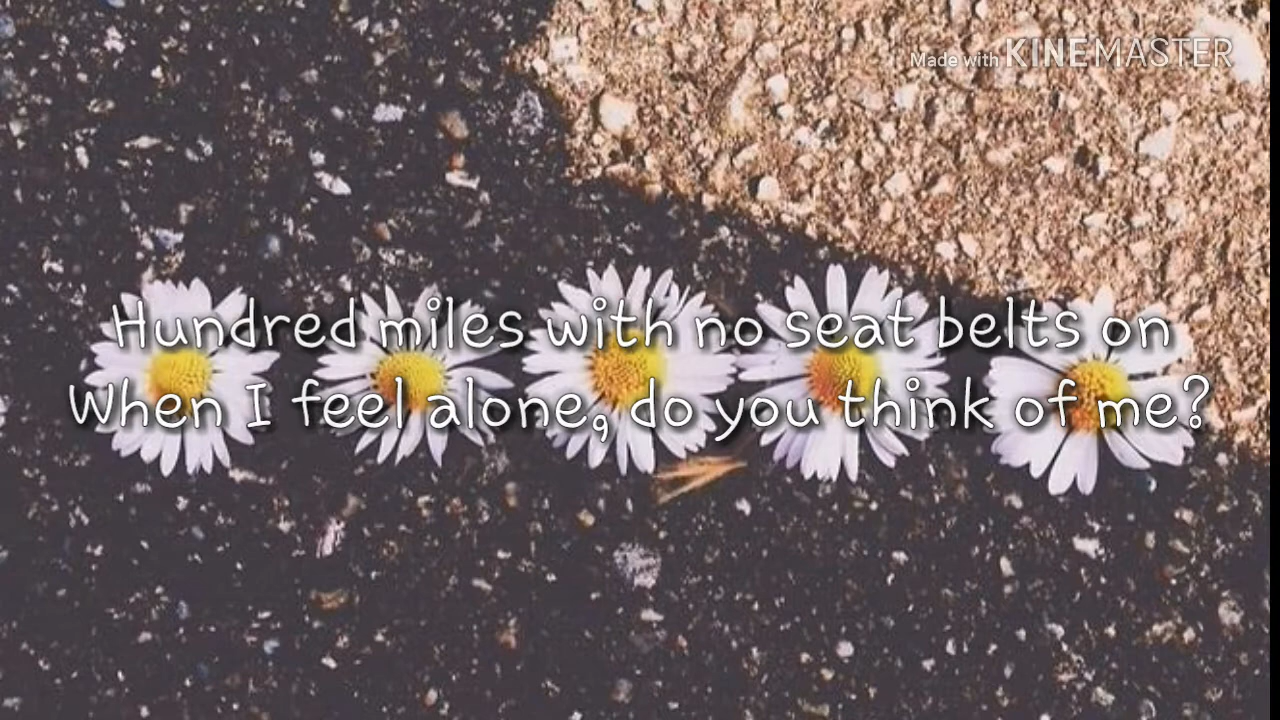 Made with KINEMASTER
Hundred miles with no seat belts on
When I feel alone, do you think of me?